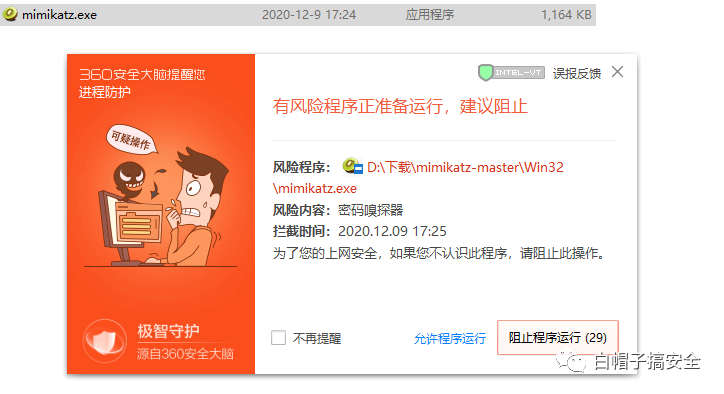 mimikatz.exe 2020-12-9 17:24 应用程序 1,164 KB
360安全大脑提醒您
进程防护
INTEL-VT 误报反馈
有风险程序正准备运行，建议阻止
可疑操作
风险程序： D:\下载\mimikatz-master\Win32
\mimikatz.exe
风险内容：密码嗅探器
拦截时间：2020.12.09 17:25
为了您的上网安全，如果您不认识此程序，请阻止此操作。
极智守护
源自360安全大脑
不再提醒 允许程序运行 阻止程序运行 (29)
白帽子搞安全